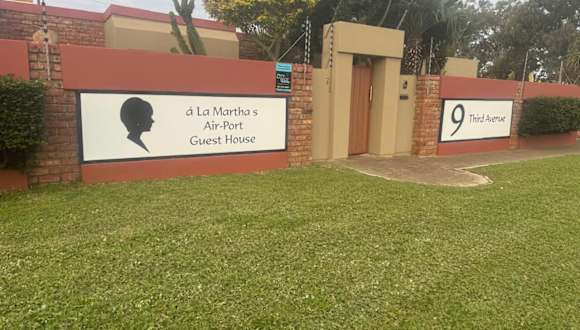 á La Martha s
Air-Port
Guest House
9 Third Avenue